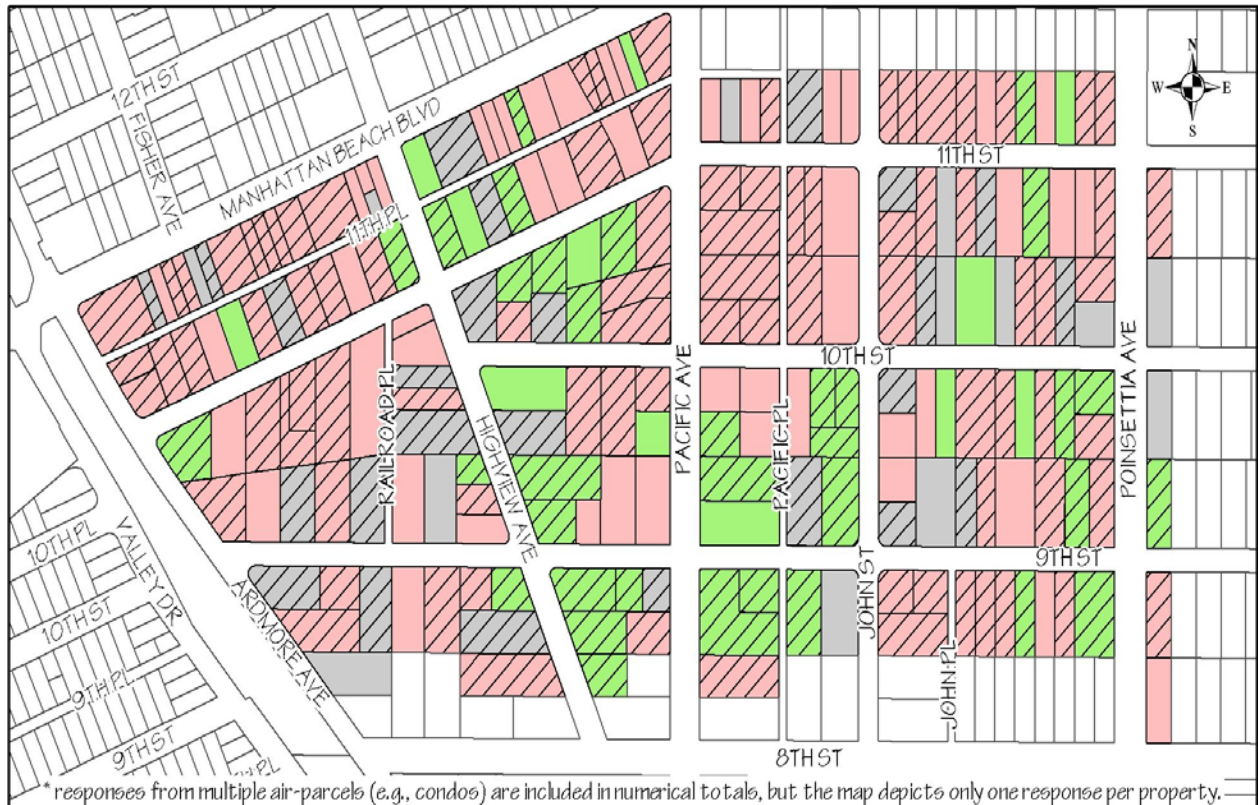 12TH ST
FISHER AVE
MANHATTAN BEACH BLVD
N
W
E
S
11TH ST
11TH PL
10TH ST
RAILROAD PL
HIGHVIEW AVE
PACIFIC AVE
PACIFIC PL
POINSETTIA AVE
10TH PL
VALLEY DR
9TH ST
10TH ST
ARDMORE AVE
JOHN ST
JOHN PL
9TH PL
9TH ST
8TH ST
PL
* responses from multiple air-parcels (e.g., condos) are included in numerical totals, but the map depicts only one response per property.